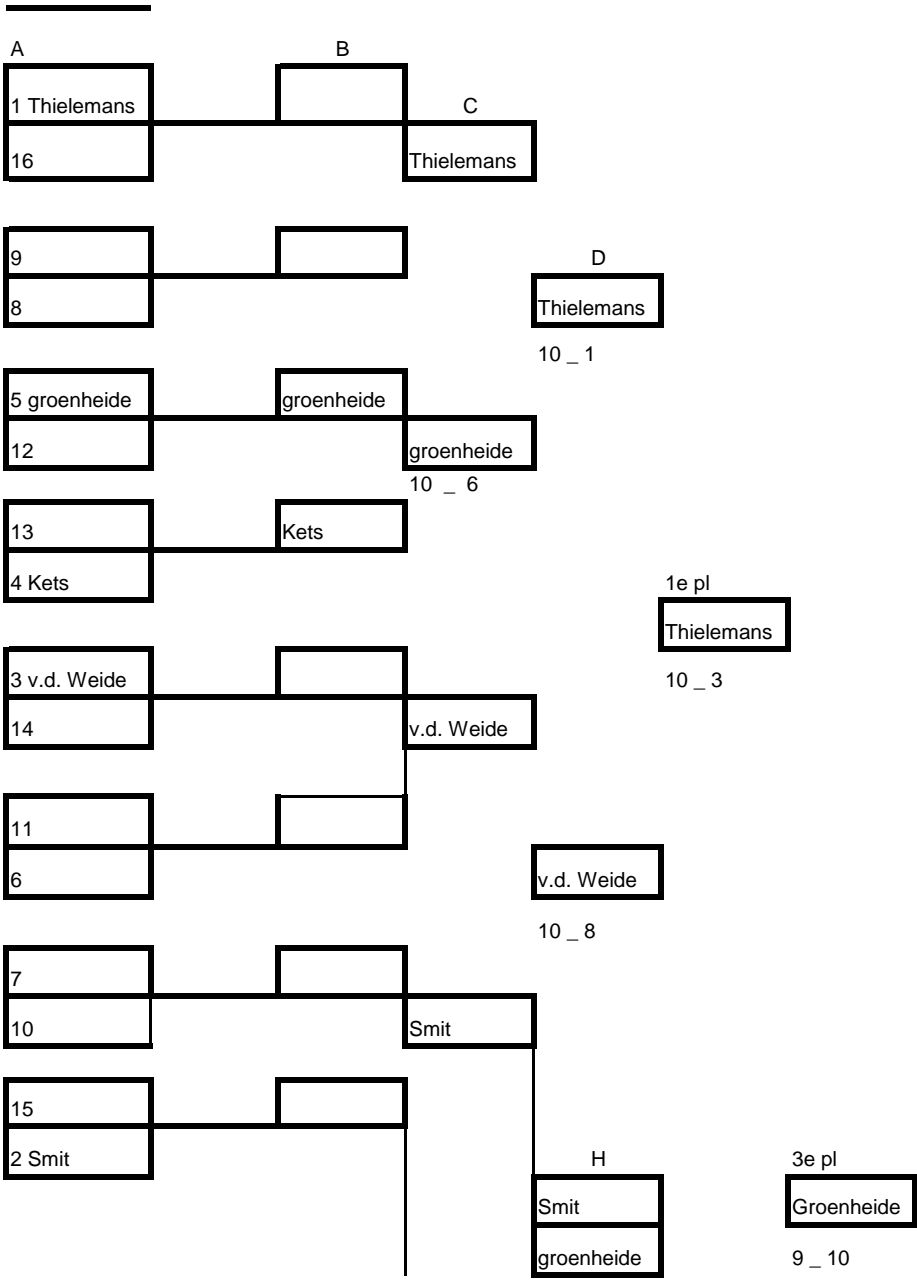 A B
1 Thielemans C
16 Thielemans
9 D
8 Thielemans
10 _ 1
5 groenheide groenheide
12 groenheide
10 _ 6
13 Kets
4 Kets 1e pl
Thielemans
3 v.d. Weide 10 _ 3
14 v.d. Weide
11
6 v.d. Weide
10 _ 8
7
10 Smit
15
2 Smit H 3e pl
Smit Groenheide
groenheide 9 _ 10